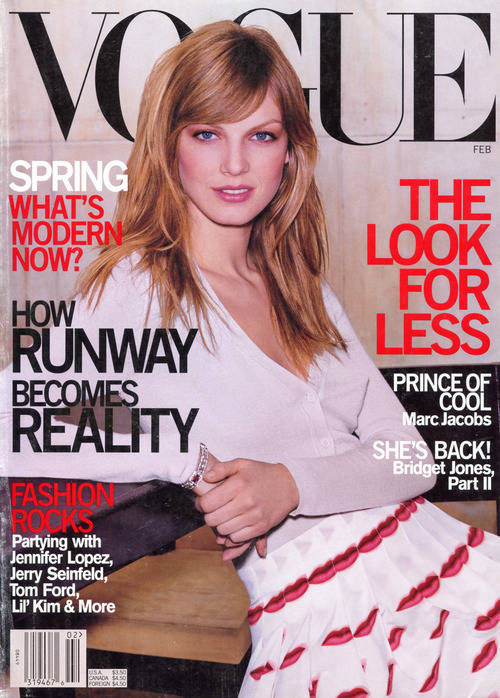 VOGUE
FEB
SPRING
WHAT'S
MODERN
NOW?
THE
LOOK
FOR
LESS
HOW
RUNWAY
BECOMES
REALITY
PRINCE OF
COOL
Marc Jacobs
SHE'S BACK!
Bridget Jones,
Part II
FASHION
ROCKS
Partying with
Jennifer Lopez,
Jerry Seinfeld,
Tom Ford,
Lil' Kim & More
02>
U.S.A. $3.50
CANADA $4.50
FOREIGN $4.50